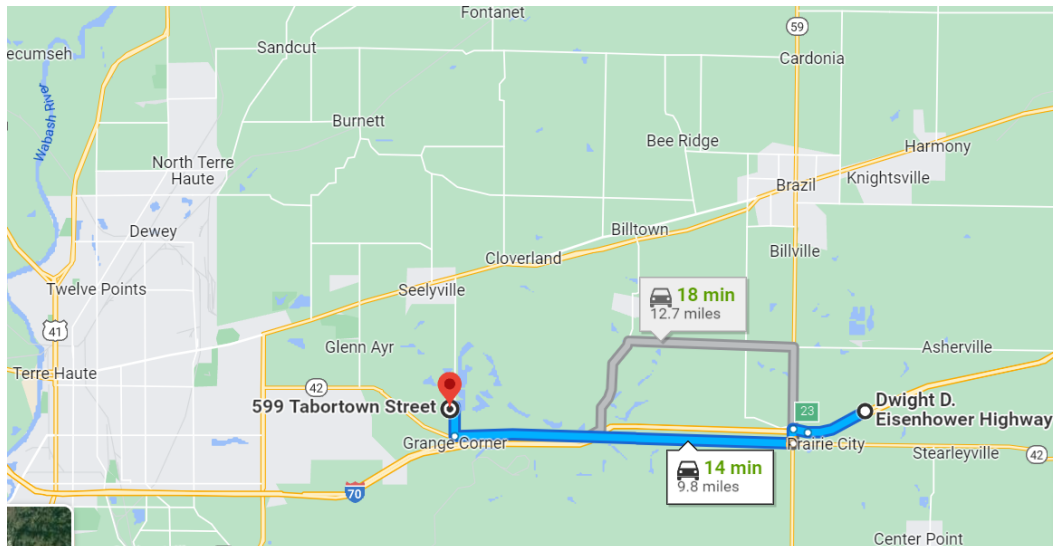 Fontanet
59
Sandcut
ecumseh
Cardonia
Wabash River
Burnett
Bee Ridge
Harmony
North Terre
Haute
Brazil
Knightsville
Dewey
Billtown
Billville
Cloverland
Twelve Points
Seelyville
18 min
12.7 miles
41
Glenn Ayr
Asherville
Terre Haute
42
599 Tabortown Street
23
Dwight D.
Eisenhower Highway
Grange Corner
Prairie City
Stearleyville
42
14 min
9.8 miles
70
Center Point